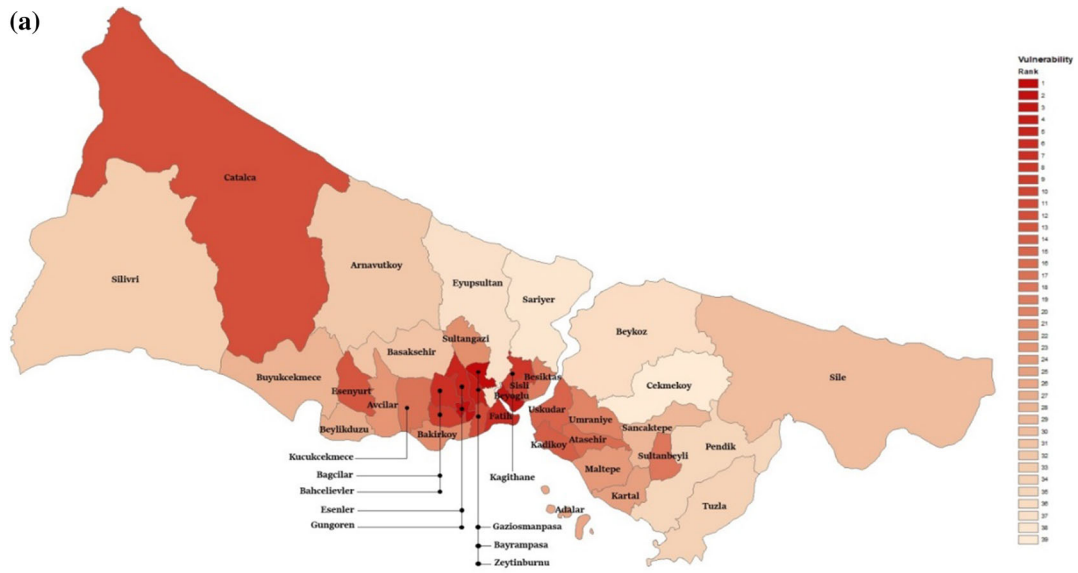 (a)
Vulnerability
Rank
1
2
3
4
5
6
7
8
9
10
11
12
13
14
15
16
17
18
19
20
21
22
23
24
25
26
27
28
29
30
31
32
33
34
35
36
37
38
39
Catalca
Silivri
Arnavutkoy
Eyupsultan
Sariyer
Beykoz
Sultangazi
Basaksehir
Buyukcekmece
Esenyurt
Avcilar
Besiktas
Sisli
Beyoglu
Cekmekoy
Sile
Uskudar
Fatih
Umraniye
Beylikduzu
Bakirkoy
Kadikoy
Atasehir
Sancaktepe
Pendik
Sultanbeyli
Kucukcekmece
Maltepe
Bagcilar
Kagithane
Bahcelievler
Kartal
Tuzla
Esenler
Adalar
Gungoren
Gaziosmanpasa
Bayrampasa
Zeytinburnu